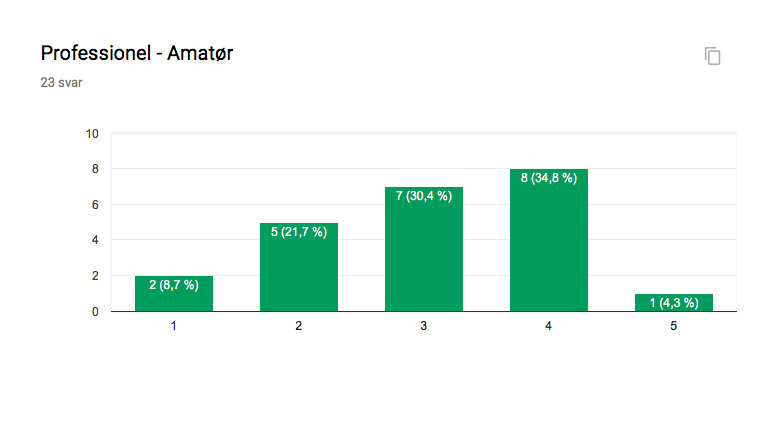 Professionel - Amatør
23 svar
10
8
6
4
2
0
2 (8,7 %)
5 (21,7 %)
7 (30,4 %)
8 (34,8 %)
1 (4,3 %)
1 2 3 4 5